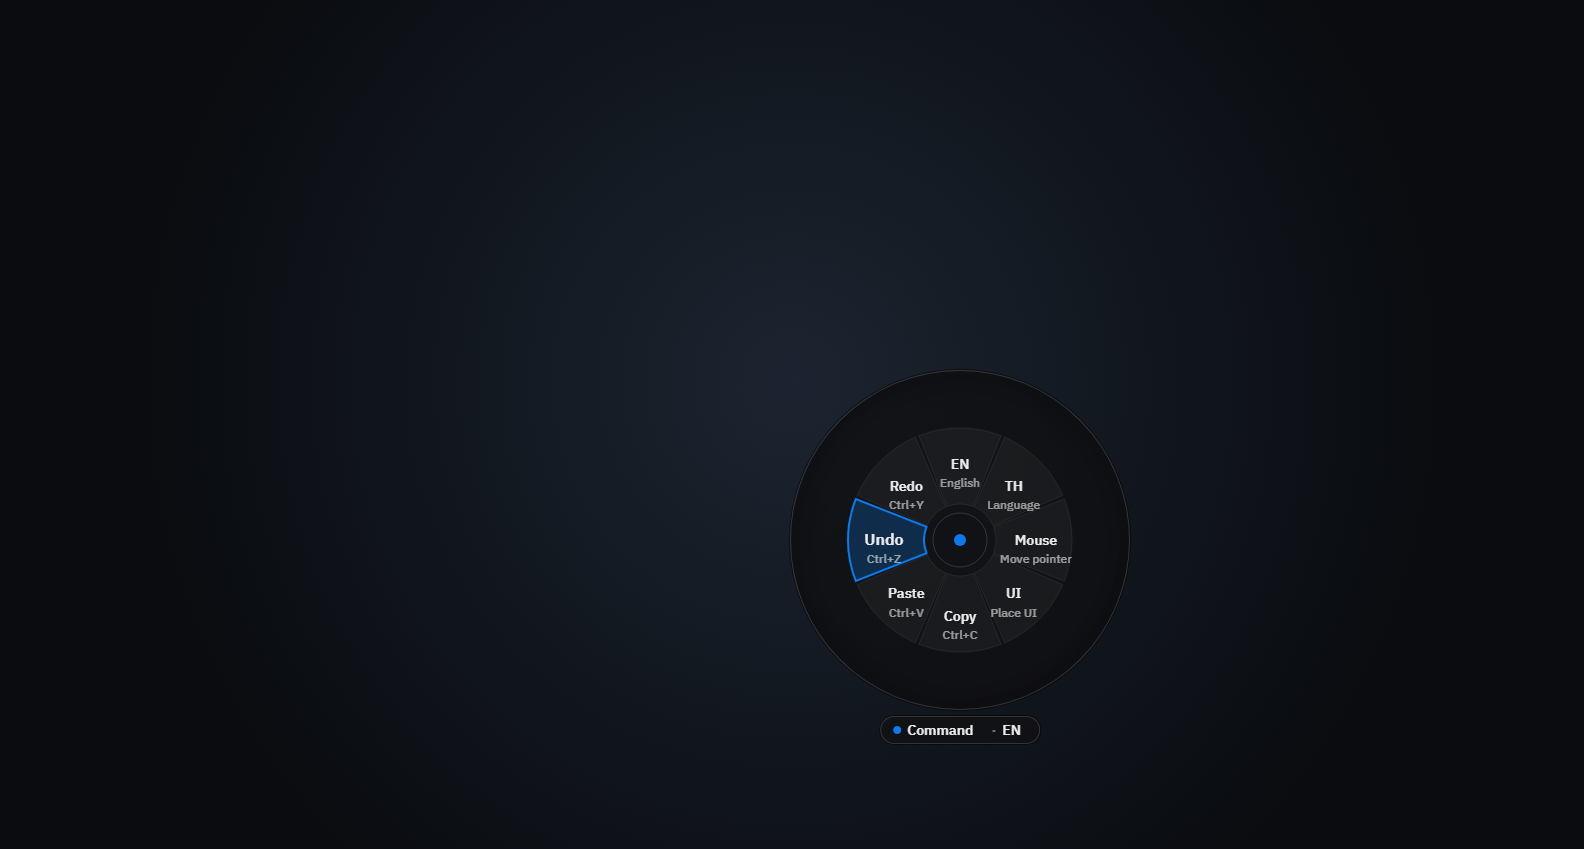 EN
English
Redo
Ctrl+Y
TH
Language
Undo
Ctrl+Z
Mouse
Move pointer
Paste
Ctrl+V
UI
Place UI
Copy
Ctrl+C
Command - EN